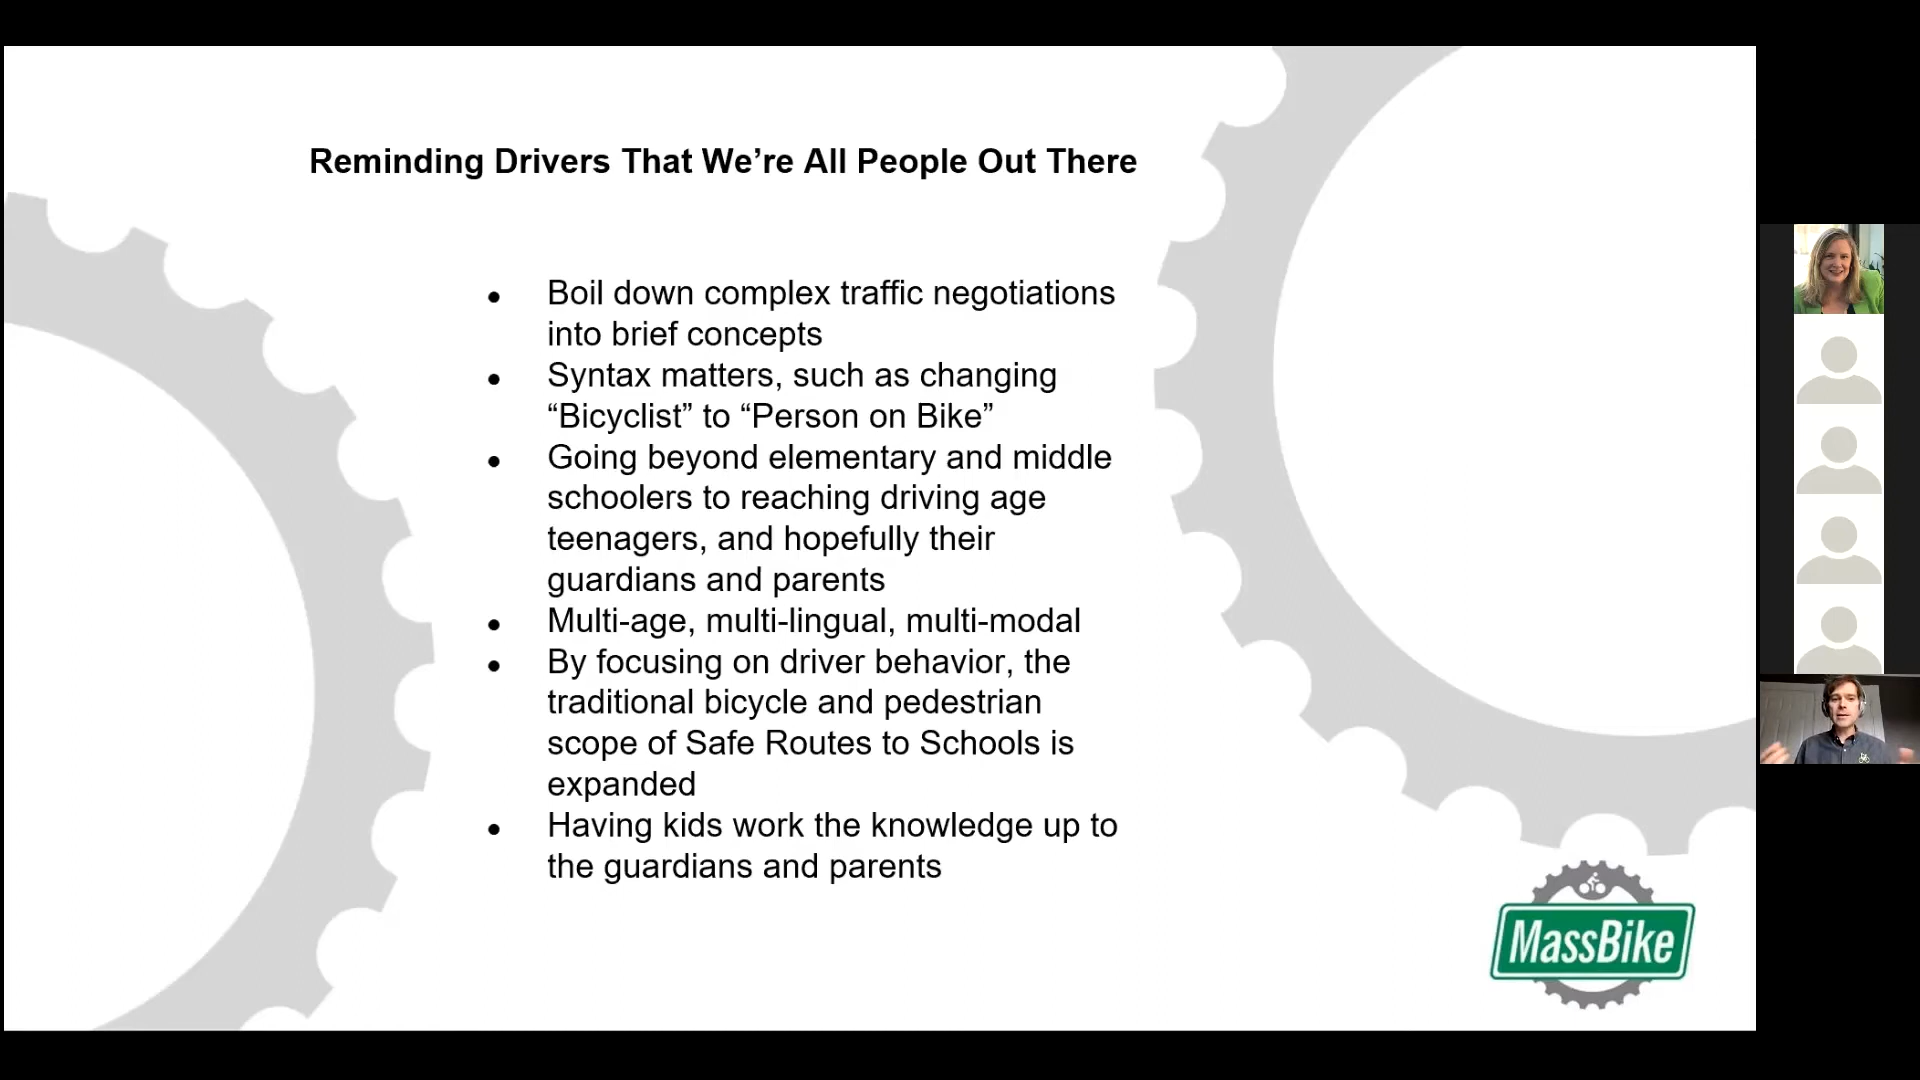 Reminding Drivers That We’re All People Out There
● Boil down complex traffic negotiations
into brief concepts
● Syntax matters, such as changing
“Bicyclist” to “Person on Bike”
● Going beyond elementary and middle
schoolers to reaching driving age
teenagers, and hopefully their
guardians and parents
● Multi-age, multi-lingual, multi-modal
● By focusing on driver behavior, the
traditional bicycle and pedestrian
scope of Safe Routes to Schools is
expanded
● Having kids work the knowledge up to
the guardians and parents
MassBike